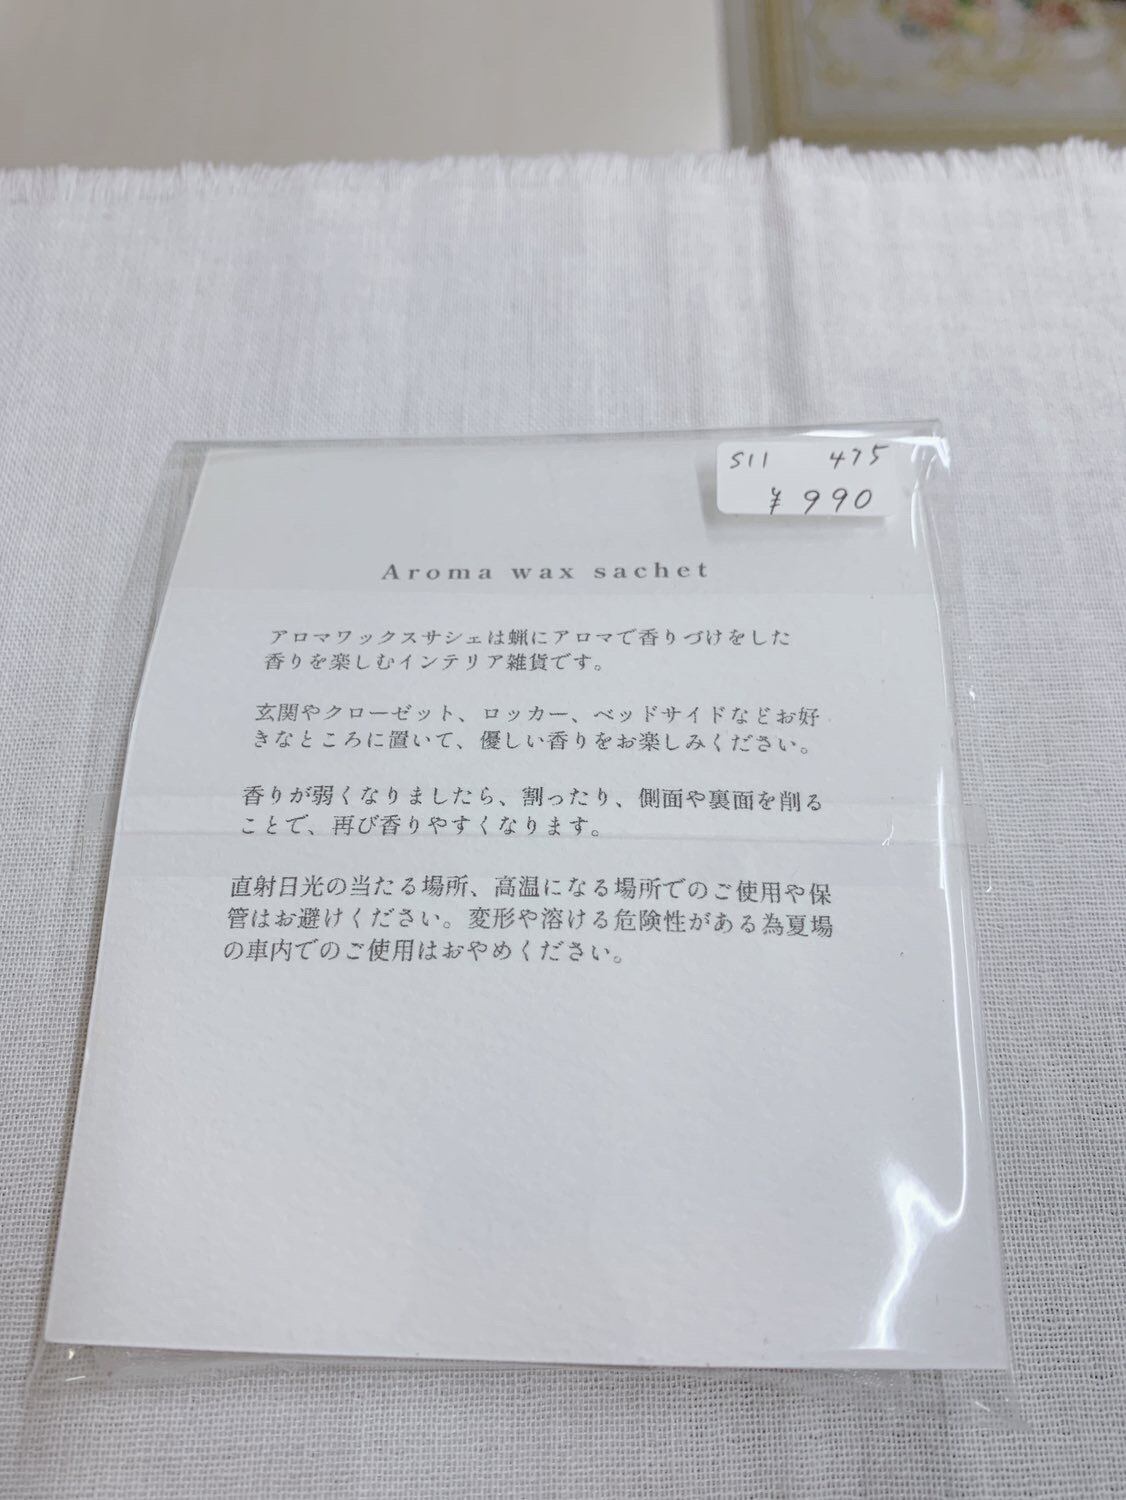 S11 475
¥990
Aroma wax sachet
アロマワックスサシェは蝋にアロマで香りづけをした
香りを楽しむインテリア雑貨です。
玄関やクローゼット、ロッカー、ベッドサイドなどお好
きなところに置いて、優しい香りをお楽しみください。
香りが弱くなりましたら、割ったり、側面や裏面を削る
ことで、再び香りやすくなります。
直射日光の当たる場所、高温になる場所でのご使用や保
管はお避けください。変形や溶ける危険性がある為夏場
の車内でのご使用はおやめください。